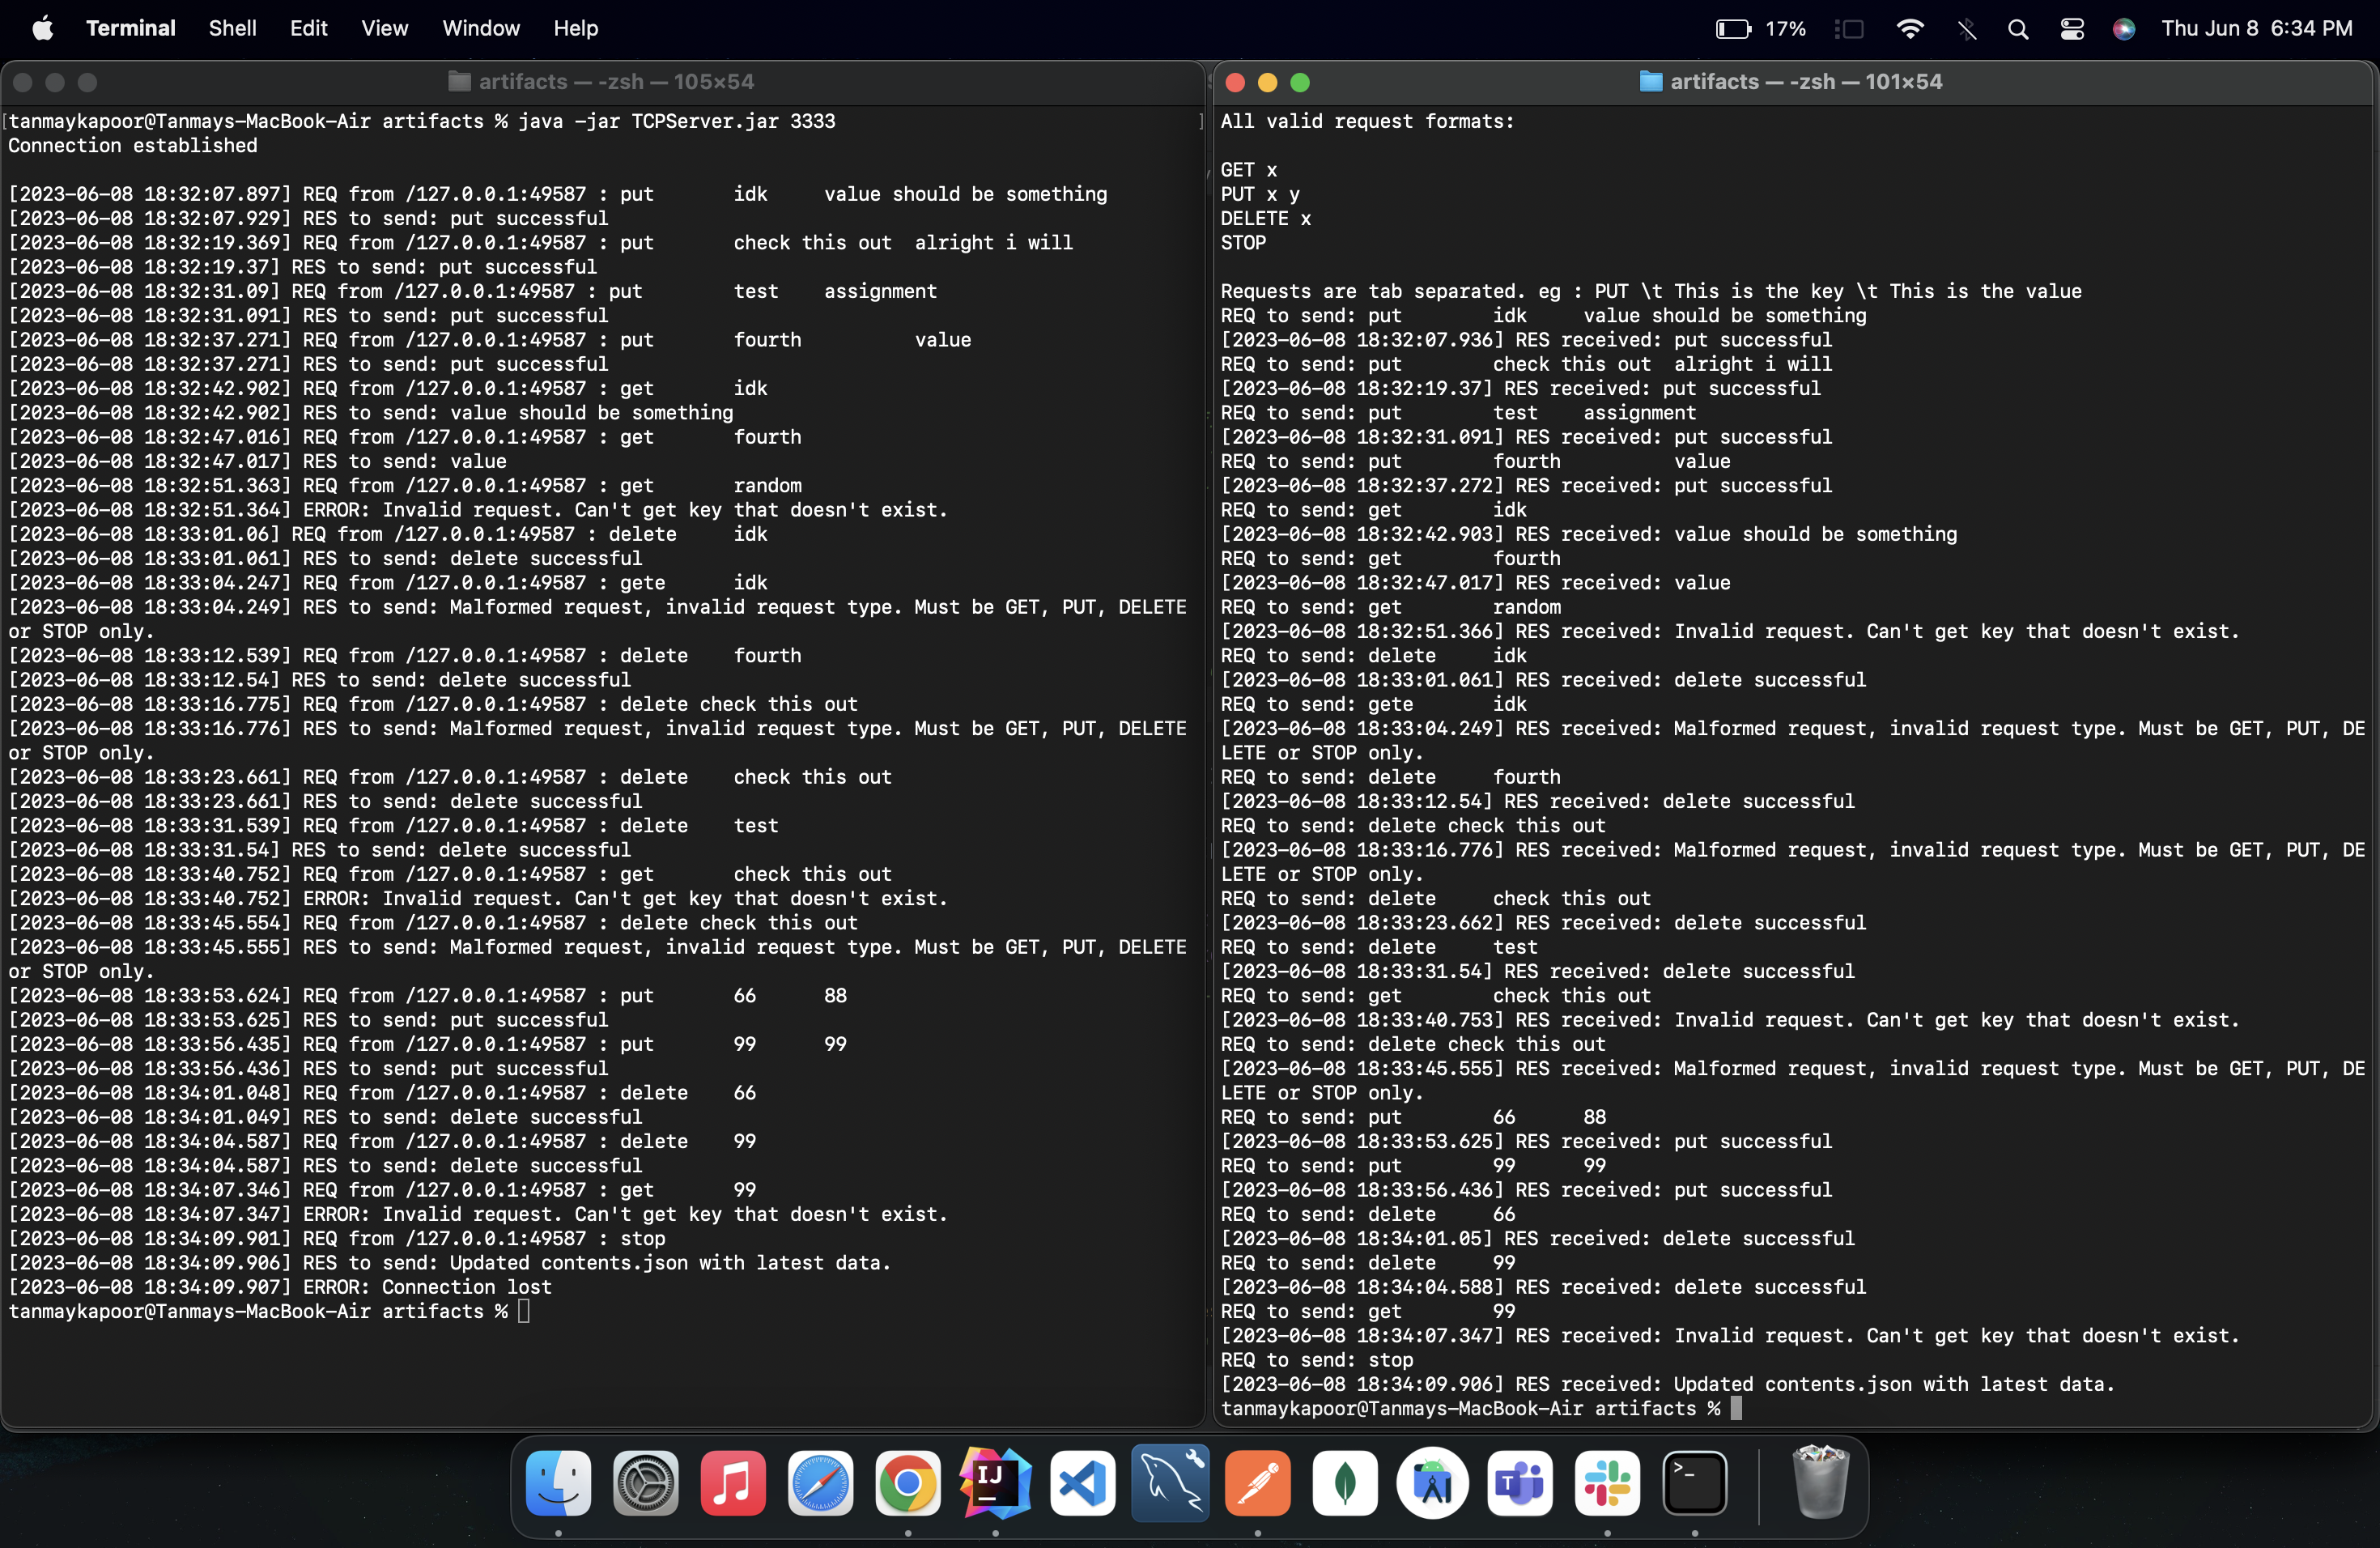 Terminal Shell Edit View Window Help 17% Thu Jun 8 6:34 PM
artifacts — -zsh — 105×54
[tanmaykapoor@Tanmays-MacBook-Air artifacts % java -jar TCPServer.jar 3333 ]
Connection established
[2023-06-08 18:32:07.897] REQ from /127.0.0.1:49587 : put idk value should be something
[2023-06-08 18:32:07.929] RES to send: put successful
[2023-06-08 18:32:19.369] REQ from /127.0.0.1:49587 : put check this out alright i will
[2023-06-08 18:32:19.37] RES to send: put successful
[2023-06-08 18:32:31.09] REQ from /127.0.0.1:49587 : put test assignment
[2023-06-08 18:32:31.091] RES to send: put successful
[2023-06-08 18:32:37.271] REQ from /127.0.0.1:49587 : put fourth value
[2023-06-08 18:32:37.271] RES to send: put successful
[2023-06-08 18:32:42.902] REQ from /127.0.0.1:49587 : get idk
[2023-06-08 18:32:42.902] RES to send: value should be something
[2023-06-08 18:32:47.016] REQ from /127.0.0.1:49587 : get fourth
[2023-06-08 18:32:47.017] RES to send: value
[2023-06-08 18:32:51.363] REQ from /127.0.0.1:49587 : get random
[2023-06-08 18:32:51.364] ERROR: Invalid request. Can't get key that doesn't exist.
[2023-06-08 18:33:01.06] REQ from /127.0.0.1:49587 : delete idk
[2023-06-08 18:33:01.061] RES to send: delete successful
[2023-06-08 18:33:04.247] REQ from /127.0.0.1:49587 : gete idk
[2023-06-08 18:33:04.249] RES to send: Malformed request, invalid request type. Must be GET, PUT, DELETE
or STOP only.
[2023-06-08 18:33:12.539] REQ from /127.0.0.1:49587 : delete fourth
[2023-06-08 18:33:12.54] RES to send: delete successful
[2023-06-08 18:33:16.775] REQ from /127.0.0.1:49587 : delete check this out
[2023-06-08 18:33:16.776] RES to send: Malformed request, invalid request type. Must be GET, PUT, DELETE
or STOP only.
[2023-06-08 18:33:23.661] REQ from /127.0.0.1:49587 : delete check this out
[2023-06-08 18:33:23.661] RES to send: delete successful
[2023-06-08 18:33:31.539] REQ from /127.0.0.1:49587 : delete test
[2023-06-08 18:33:31.54] RES to send: delete successful
[2023-06-08 18:33:40.752] REQ from /127.0.0.1:49587 : get check this out
[2023-06-08 18:33:40.752] ERROR: Invalid request. Can't get key that doesn't exist.
[2023-06-08 18:33:45.554] REQ from /127.0.0.1:49587 : delete check this out
[2023-06-08 18:33:45.555] RES to send: Malformed request, invalid request type. Must be GET, PUT, DELETE
or STOP only.
[2023-06-08 18:33:53.624] REQ from /127.0.0.1:49587 : put 66 88
[2023-06-08 18:33:53.625] RES to send: put successful
[2023-06-08 18:33:56.435] REQ from /127.0.0.1:49587 : put 99 99
[2023-06-08 18:33:56.436] RES to send: put successful
[2023-06-08 18:34:01.048] REQ from /127.0.0.1:49587 : delete 66
[2023-06-08 18:34:01.049] RES to send: delete successful
[2023-06-08 18:34:04.587] REQ from /127.0.0.1:49587 : delete 99
[2023-06-08 18:34:04.587] RES to send: delete successful
[2023-06-08 18:34:07.346] REQ from /127.0.0.1:49587 : get 99
[2023-06-08 18:34:07.347] ERROR: Invalid request. Can't get key that doesn't exist.
[2023-06-08 18:34:09.901] REQ from /127.0.0.1:49587 : stop
[2023-06-08 18:34:09.906] RES to send: Updated contents.json with latest data.
[2023-06-08 18:34:09.907] ERROR: Connection lost
tanmaykapoor@Tanmays-MacBook-Air artifacts %
artifacts — -zsh — 101×54
All valid request formats:
GET x
PUT x y
DELETE x
STOP
Requests are tab separated. eg : PUT \t This is the key \t This is the value
REQ to send: put idk value should be something
[2023-06-08 18:32:07.936] RES received: put successful
REQ to send: put check this out alright i will
[2023-06-08 18:32:19.37] RES received: put successful
REQ to send: put test assignment
[2023-06-08 18:32:31.091] RES received: put successful
REQ to send: put fourth value
[2023-06-08 18:32:37.272] RES received: put successful
REQ to send: get idk
[2023-06-08 18:32:42.903] RES received: value should be something
REQ to send: get fourth
[2023-06-08 18:32:47.017] RES received: value
REQ to send: get random
[2023-06-08 18:32:51.366] RES received: Invalid request. Can't get key that doesn't exist.
REQ to send: delete idk
[2023-06-08 18:33:01.061] RES received: delete successful
REQ to send: gete idk
[2023-06-08 18:33:04.249] RES received: Malformed request, invalid request type. Must be GET, PUT, DE
LETE or STOP only.
REQ to send: delete fourth
[2023-06-08 18:33:12.54] RES received: delete successful
REQ to send: delete check this out
[2023-06-08 18:33:16.776] RES received: Malformed request, invalid request type. Must be GET, PUT, DE
LETE or STOP only.
REQ to send: delete check this out
[2023-06-08 18:33:23.662] RES received: delete successful
REQ to send: delete test
[2023-06-08 18:33:31.54] RES received: delete successful
REQ to send: get check this out
[2023-06-08 18:33:40.753] RES received: Invalid request. Can't get key that doesn't exist.
REQ to send: delete check this out
[2023-06-08 18:33:45.555] RES received: Malformed request, invalid request type. Must be GET, PUT, DE
LETE or STOP only.
REQ to send: put 66 88
[2023-06-08 18:33:53.625] RES received: put successful
REQ to send: put 99 99
[2023-06-08 18:33:56.436] RES received: put successful
REQ to send: delete 66
[2023-06-08 18:34:01.05] RES received: delete successful
REQ to send: delete 99
[2023-06-08 18:34:04.588] RES received: delete successful
REQ to send: get 99
[2023-06-08 18:34:07.347] RES received: Invalid request. Can't get key that doesn't exist.
REQ to send: stop
[2023-06-08 18:34:09.906] RES received: Updated contents.json with latest data.
tanmaykapoor@Tanmays-MacBook-Air artifacts %
IJ
T
>_